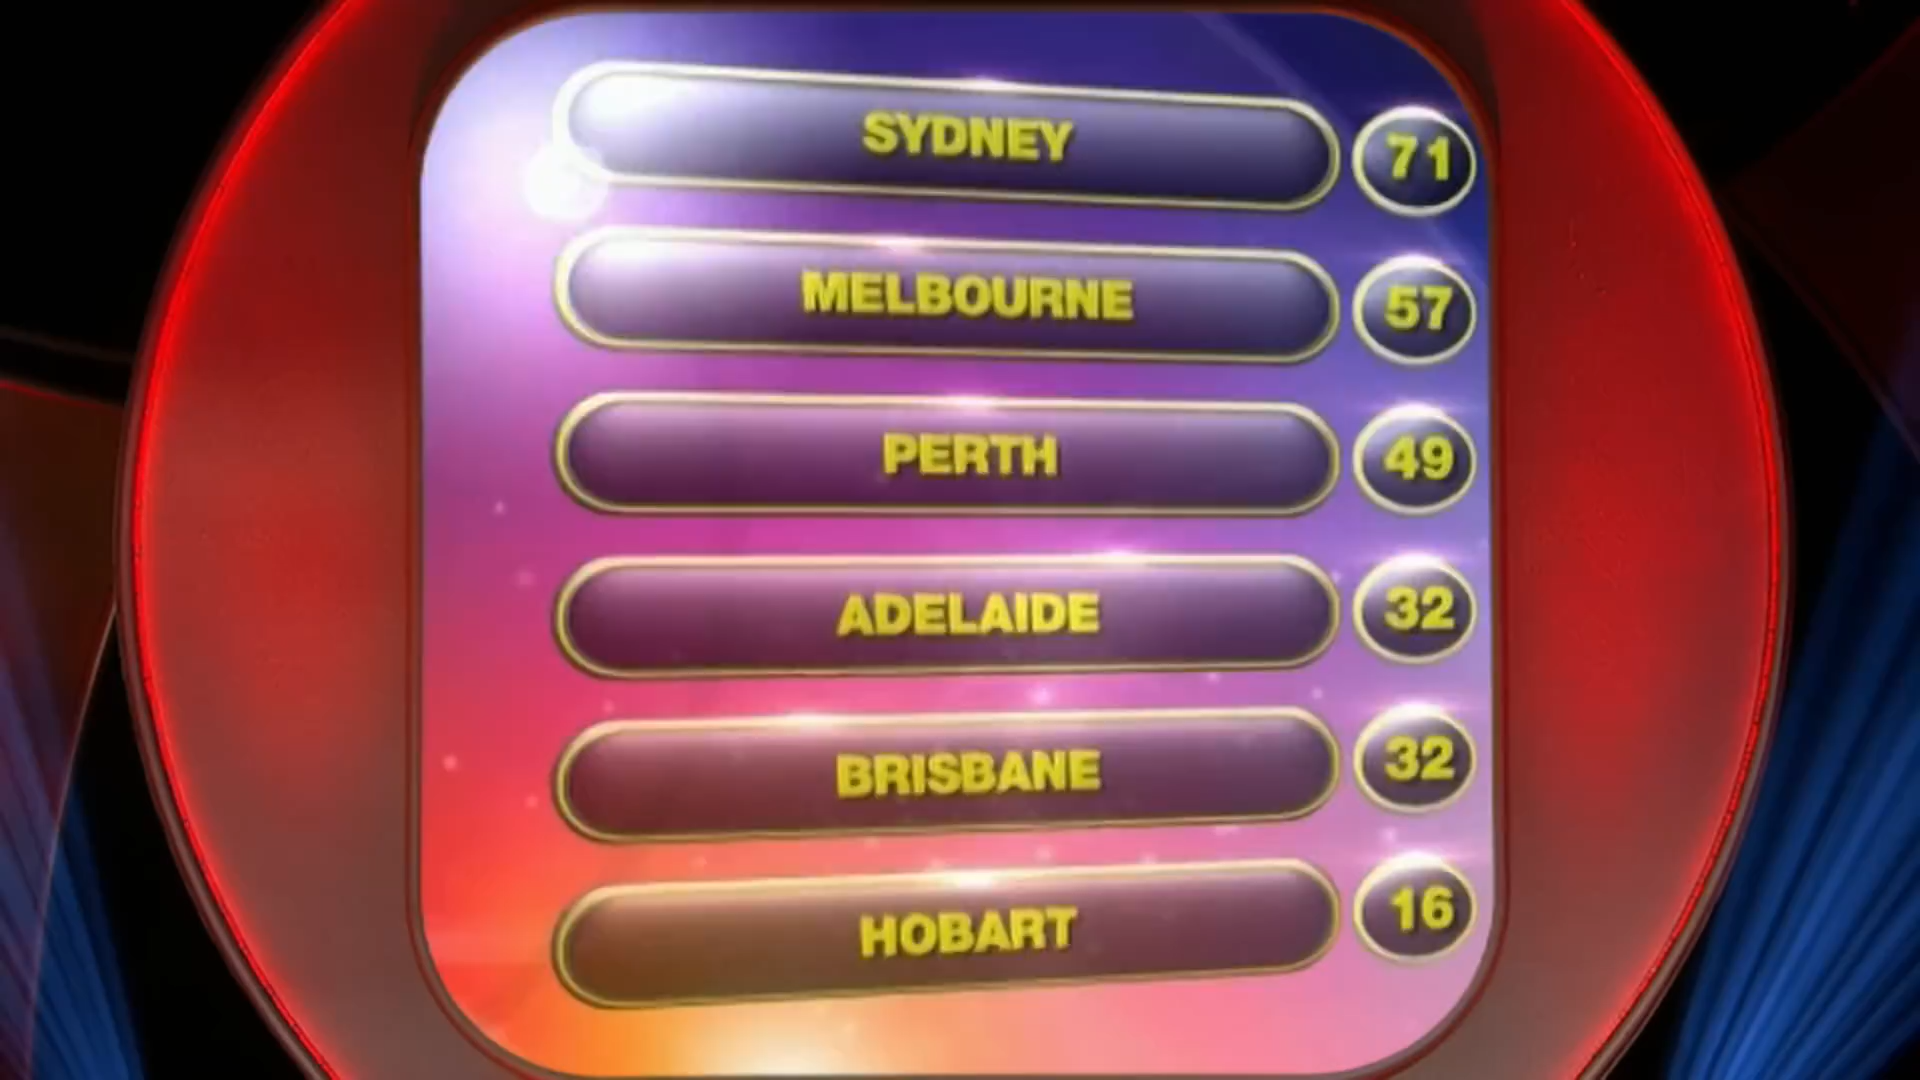 SYDNEY 71
MELBOURNE 57
PERTH 49
ADELAIDE 32
BRISBANE 32
HOBART 16